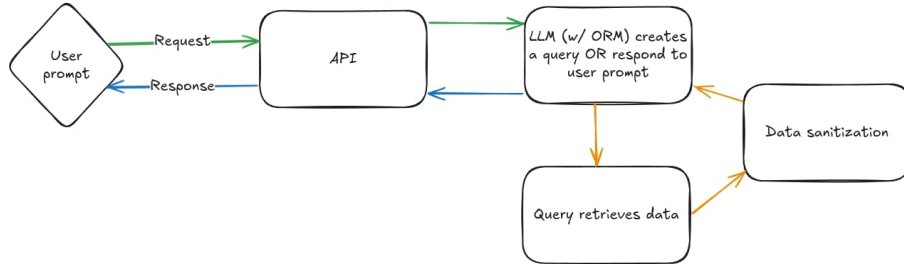 User
prompt
Request
Response
API
LLM (w/ ORM) creates
a query OR respond to
user prompt
Data sanitization
Query retrieves data